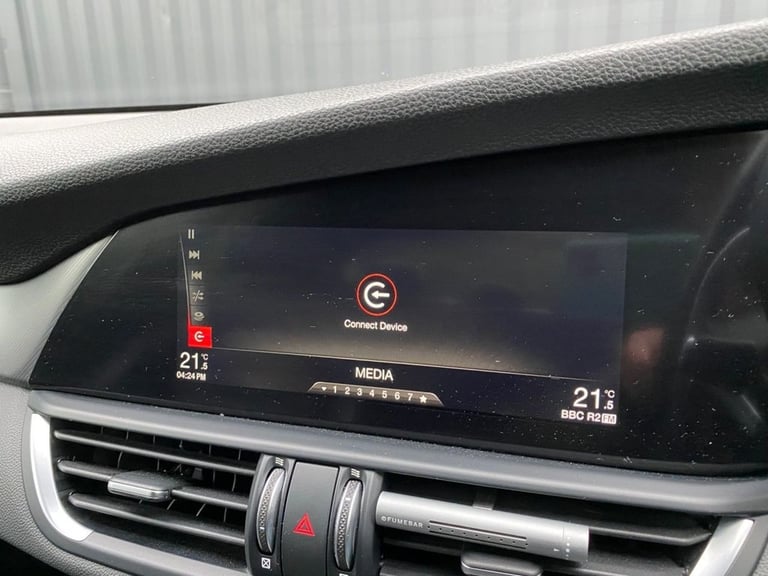 Connect Device
21.5°C
04:24 PM
MEDIA
1 2 3 4 5 6 7
21.5°C
BBC R2 FM
FUMEBAR